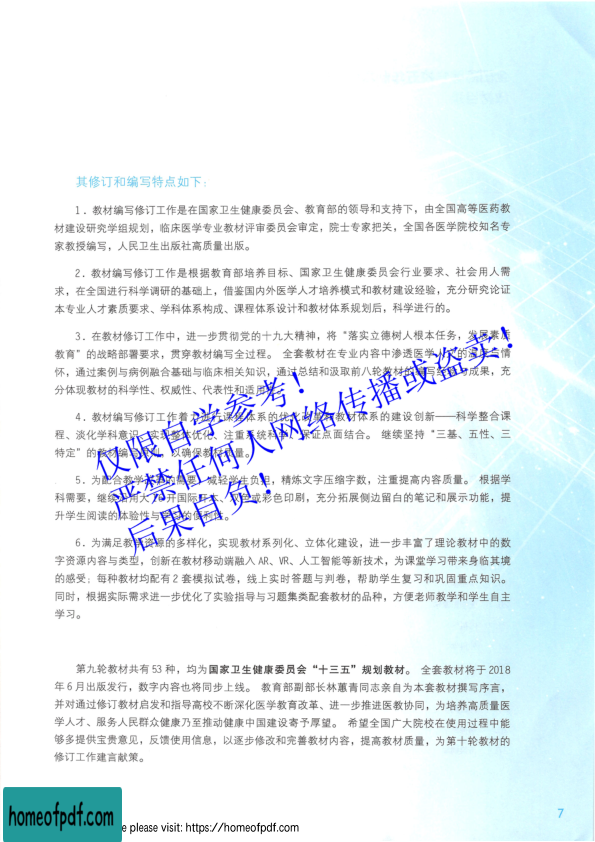 其修订和编写特点如下：
1．教材编写修订工作是在国家卫生健康委员会、教育部的领导和支持下，由全国高等医药教
材建设研究学组规划，临床医学专业教材评审委员会审定，院士专家把关，全国各医学院校知名专
家教授编写，人民卫生出版社高质量出版。
2．教材编写修订工作是根据教育部培养目标、国家卫生健康委员会行业要求、社会用人需
求，在全国进行科学调研的基础上，借鉴国内外医学人才培养模式和教材建设经验，充分研究论证
本专业人才素质要求、学科体系构成、课程体系设计和教材体系规划后，科学进行的。
3．在教材修订工作中，进一步贯彻党的十九大精神，将“落实立德树人根本任务，发展素质
教育”的战略部署要求，贯穿教材编写全过程。 全套教材在专业内容中渗透医学人文的温度与情
怀，通过案例与病例融合基础与临床相关知识，通过总结和汲取前八轮教材的编写经验与成果，充
分体现教材的科学性、权威性、代表性和适用性。
4．教材编写修订工作着力进行课程体系的优化改革和教材体系的建设创新——科学整合课
程、淡化学科意识、实现整体优化、注重系统科学、保证点面结合。 继续坚持“三基、五性、三
特定”的教材编写原则，以确保教材质量。
5．为配合教学改革的需要，减轻学生负担，精炼文字压缩字数，注重提高内容质量。 根据学
科需要，继续沿用大16开国际开本、双色或彩色印刷，充分拓展侧边留白的笔记和展示功能，提
升学生阅读的体验性与学习的便利性。
6．为满足教学资源的多样化，实现教材系列化、立体化建设，进一步丰富了理论教材中的数
字资源内容与类型，创新在教材移动端融入AR、VR、人工智能等新技术，为课堂学习带来身临其境
的感受；每种教材均配有2套模拟试卷，线上实时答题与判卷，帮助学生复习和巩固重点知识。
同时，根据实际需求进一步优化了实验指导与习题集类配套教材的品种，方便老师教学和学生自主
学习。
第九轮教材共有53种，均为国家卫生健康委员会“十三五”规划教材。 全套教材将于2018
年6月出版发行，数字内容也将同步上线。 教育部副部长林蕙青同志亲自为本套教材撰写序言，
并对通过修订教材启发和指导高校不断深化医学教育改革、进一步推进医教协同，为培养高质量医
学人才、服务人民群众健康乃至推动健康中国建设寄予厚望。 希望全国广大院校在使用过程中能
够多提供宝贵意见，反馈使用信息，以逐步修改和完善教材内容，提高教材质量，为第十轮教材的
修订工作建言献策。
仅限自学参考！
严禁任何人网络传播或盗卖！
后果自负！
7
homeofpdf.com
e please visit: https://homeofpdf.com